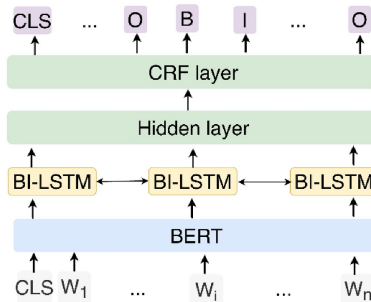 CLS ... O B I ... O
CRF layer
Hidden layer
BI-LSTM BI-LSTM BI-LSTM
BERT
CLS W1 ... Wi ... Wn